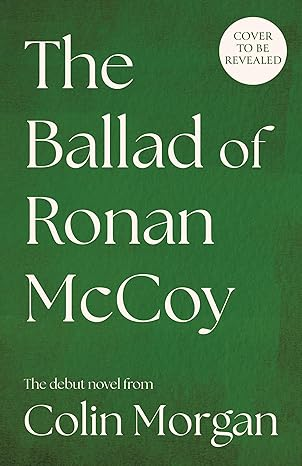 COVER
TO BE
REVEALED
The
Ballad of
Ronan
McCoy
The debut novel from
Colin Morgan